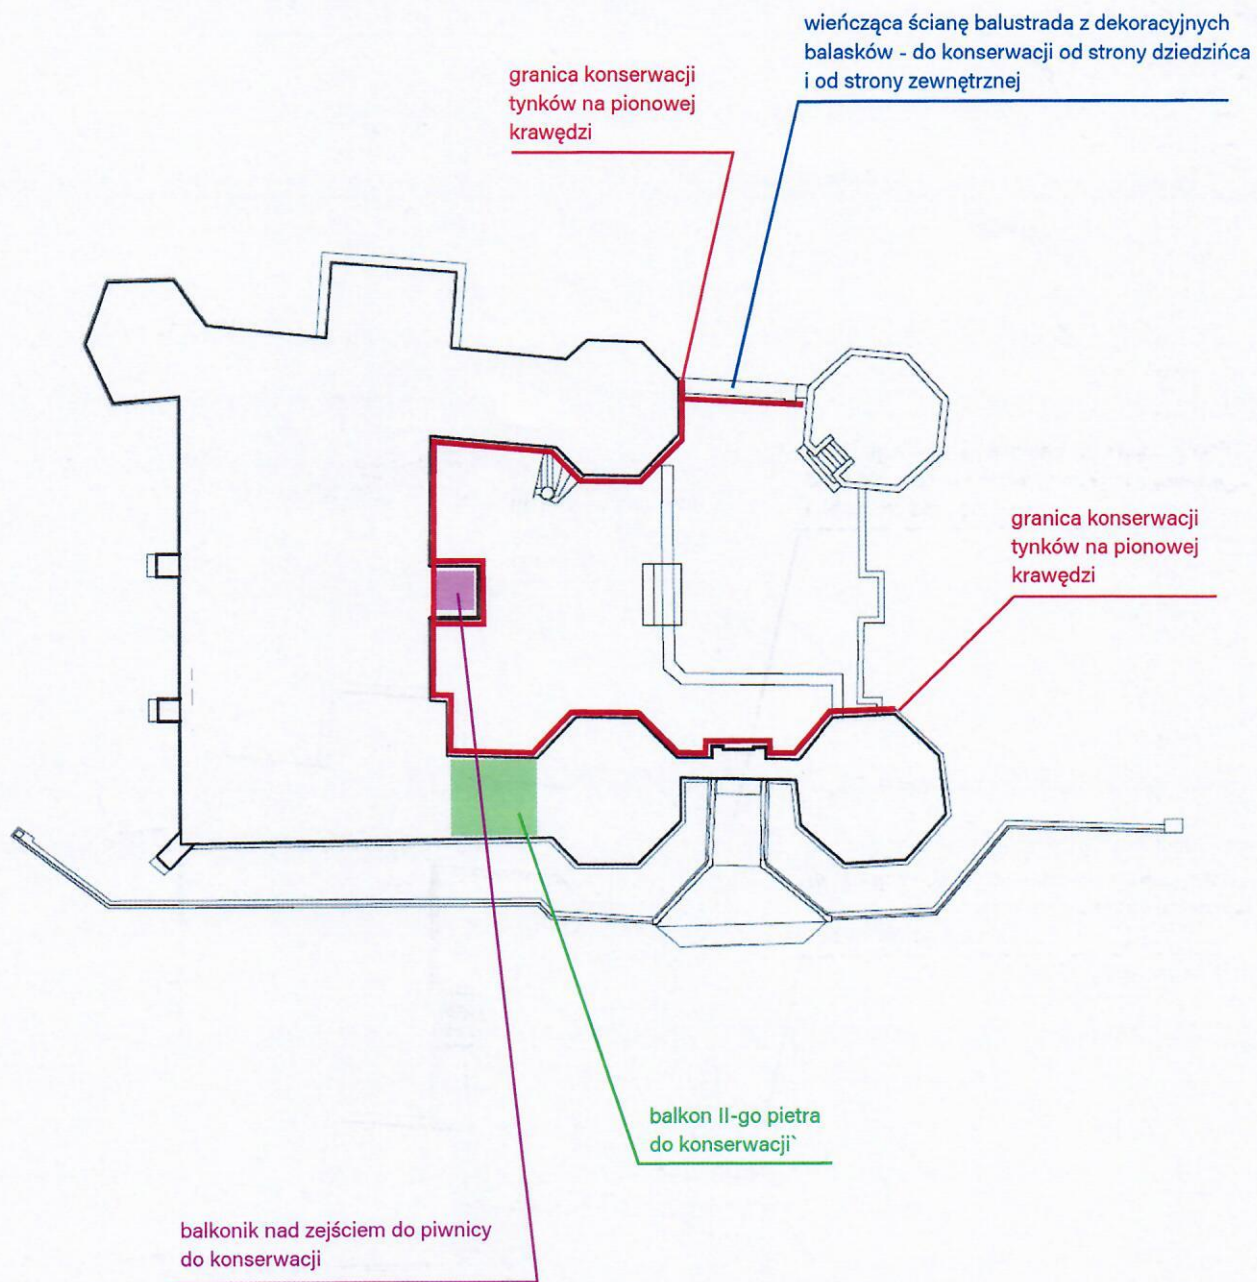 wieńcząca ścianę balustrada z dekoracyjnych
balasków - do konserwacji od strony dziedzińca
i od strony zewnętrznej
granica konserwacji
tynków na pionowej
krawędzi
granica konserwacji
tynków na pionowej
krawędzi
balkon II-go pietra
do konserwacji`
balkonik nad zejściem do piwnicy
do konserwacji